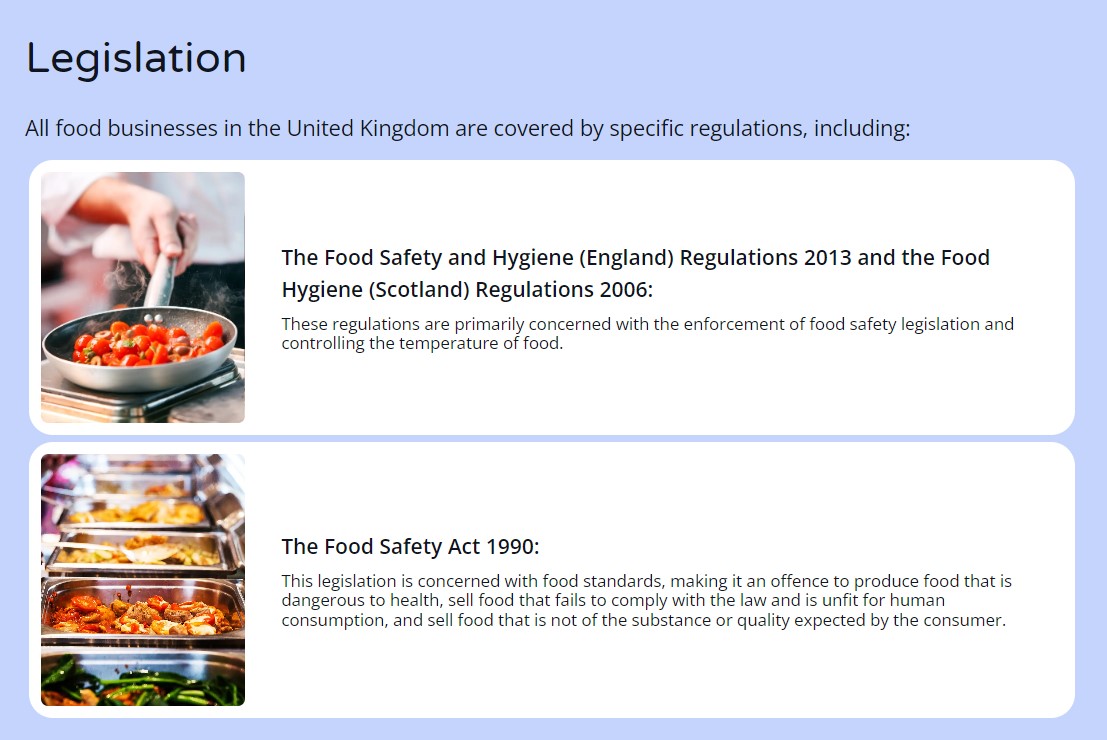 Legislation
All food businesses in the United Kingdom are covered by specific regulations, including:
The Food Safety and Hygiene (England) Regulations 2013 and the Food
Hygiene (Scotland) Regulations 2006:
These regulations are primarily concerned with the enforcement of food safety legislation and
controlling the temperature of food.
The Food Safety Act 1990:
This legislation is concerned with food standards, making it an offence to produce food that is
dangerous to health, sell food that fails to comply with the law and is unfit for human
consumption, and sell food that is not of the substance or quality expected by the consumer.